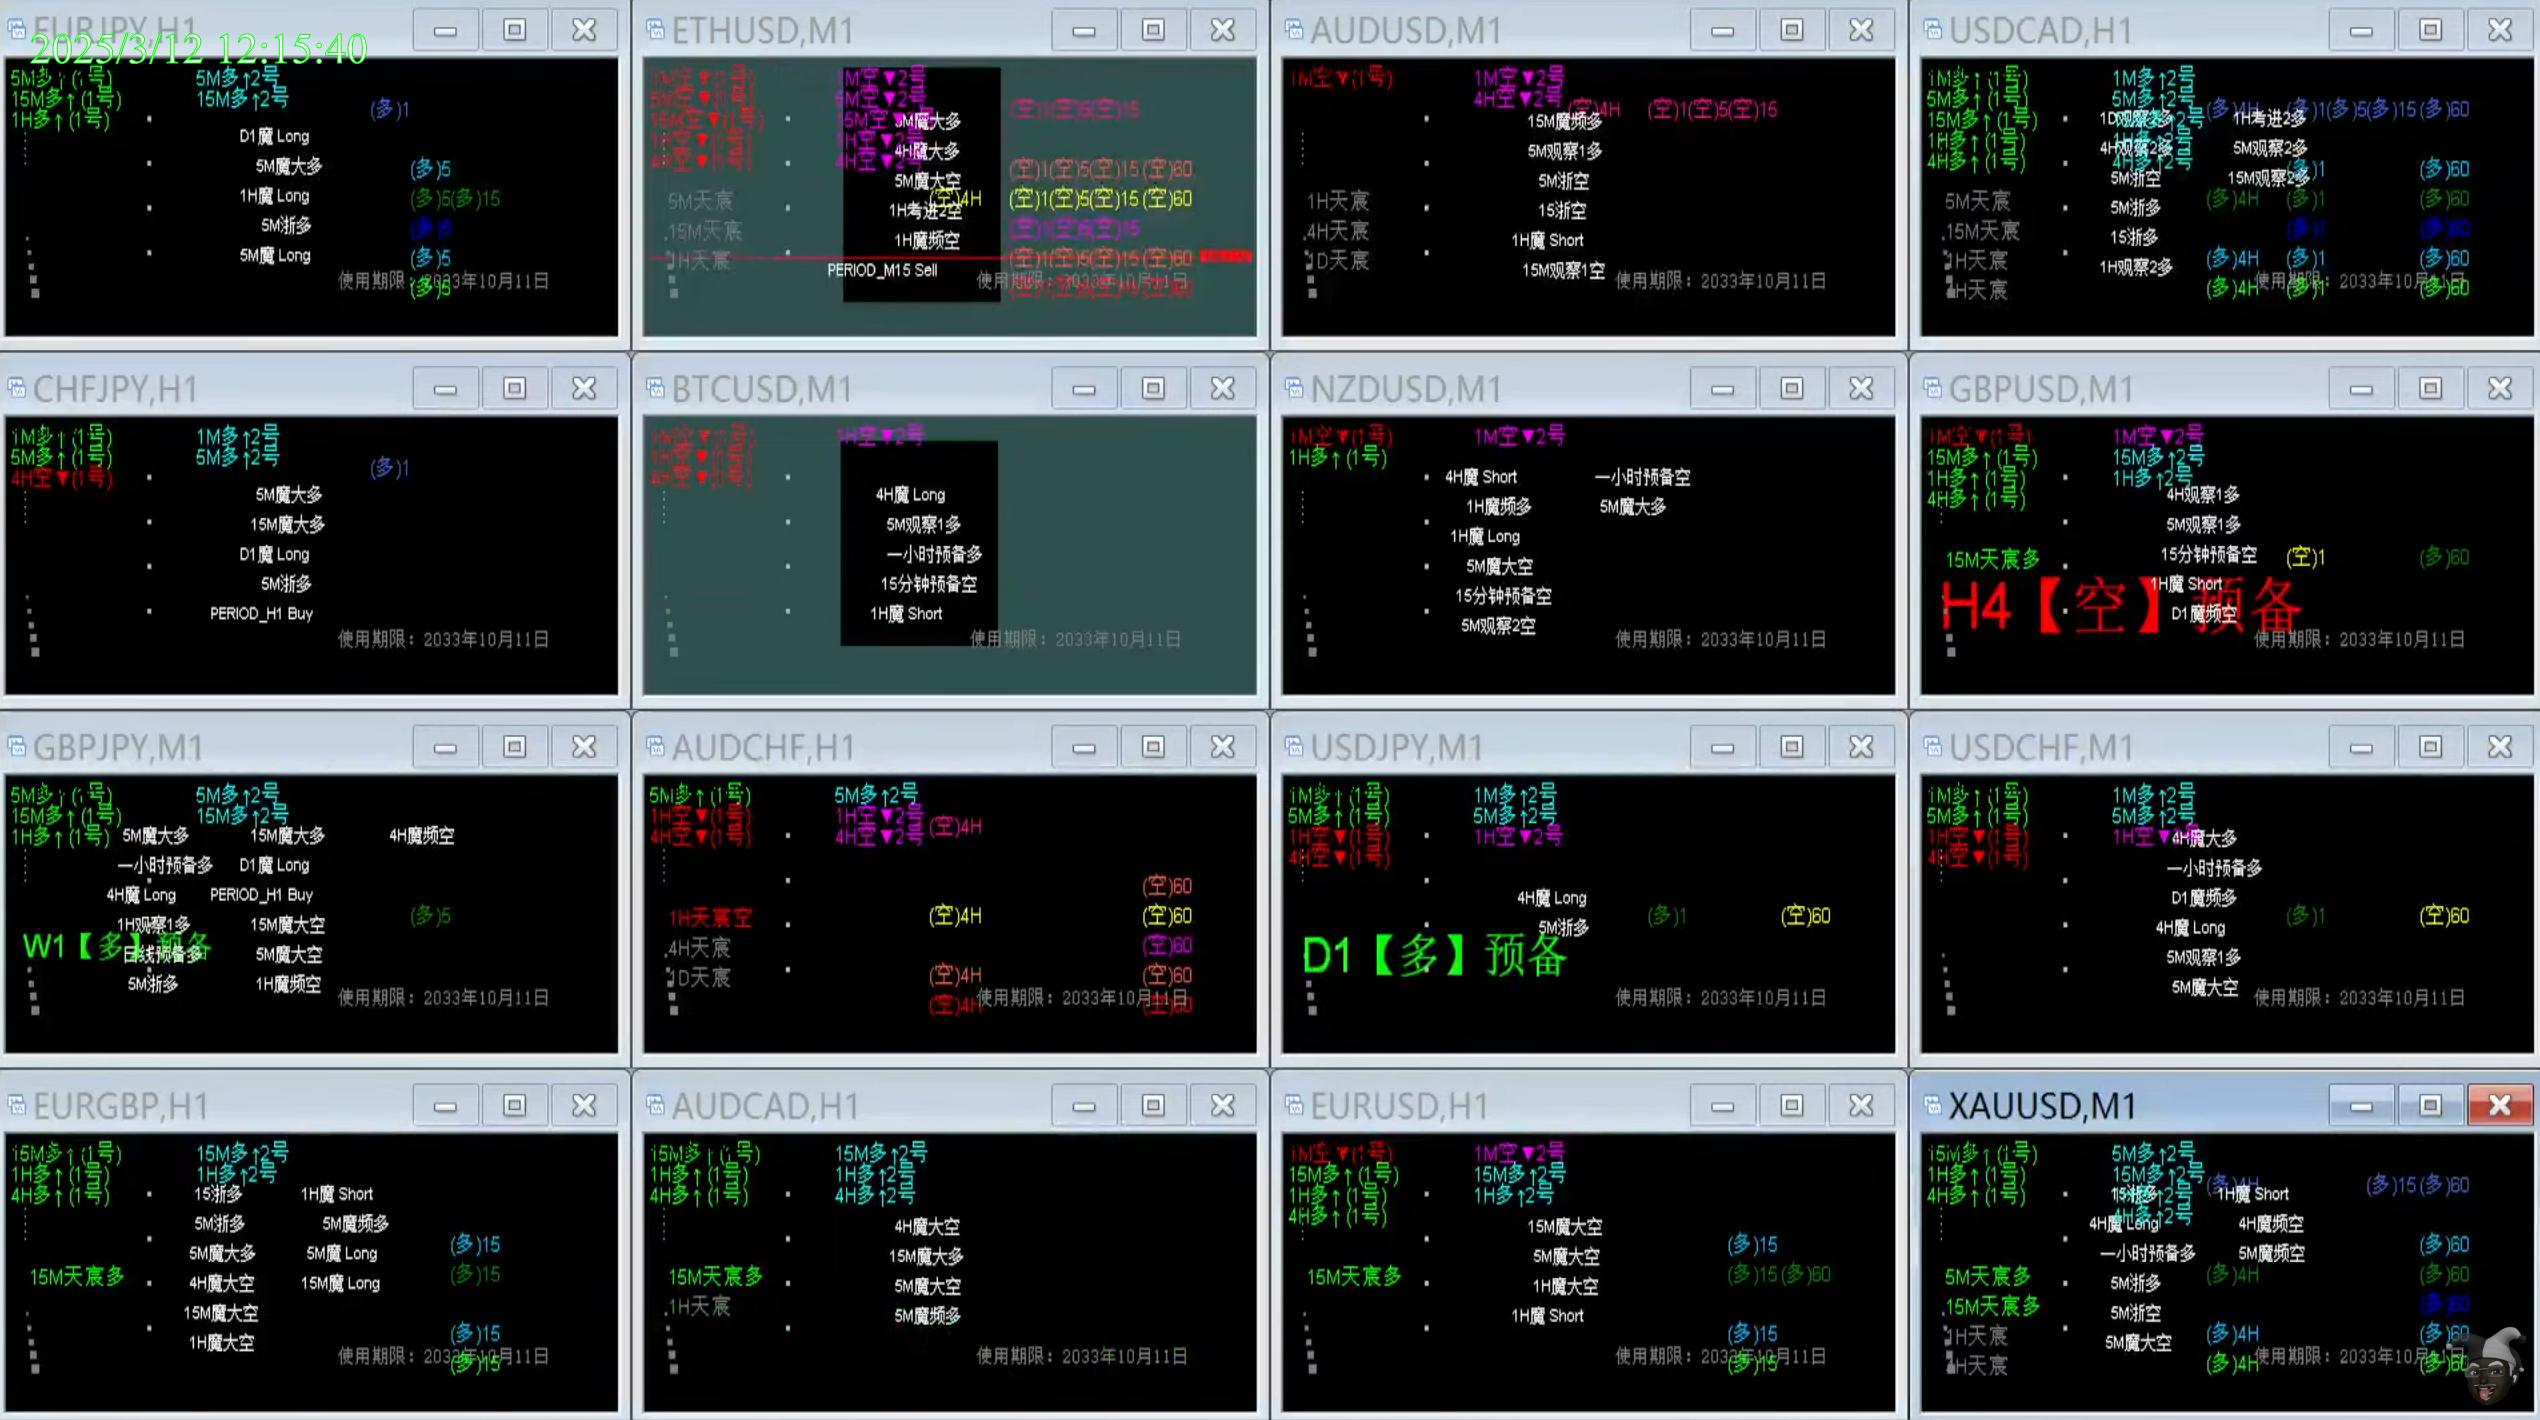 EURJPY,H1
2025/3/12 12:15:40
5M多↑(1号) 5M多↑2号
15M多↑(1号) 15M多↑2号
1H多↑(1号)
(多)1
D1魔 Long
5M魔大多 (多)5
1H魔 Long (多)5(多)15
5M浙多 (多)5
5M魔 Long (多)5
使用期限：2033年10月11日
(多)5
ETHUSD,M1
1M空▼(1号) 1M空▼2号
5M空▼(1号) 5M空▼2号
(空)1(空)5(空)15
15M空▼(1号) 15M空▼
5M魔大多
1H空▼(1号) 1H空▼2号
4H魔大多
4H空▼(1号) 4H空▼2号
(空)1(空)5(空)15(空)60
5M魔大空
5M天宸 (空)4H (空)1(空)5(空)15(空)60
1H考进2空
15M天宸 (空)1(空)5(空)15
1H魔频空
1H天宸 (空)1(空)5(空)15(空)60
PERIOD_M15 Sell
使用期限：2033年10月11日
AUDUSD,M1
1M空▼(1号) 1M空▼2号
4H空▼2号
(空)4H (空)1(空)5(空)15
15M魔频多
5M观察1多
5M浙空
1H天宸
15浙空
4H天宸
1H魔 Short
1D天宸
15M观察1空
使用期限：2033年10月11日
USDCAD,H1
1M多↑(1号) 1M多↑2号
5M多↑(1号) 5M多↑2号
(多)4H (多)1(多)5(多)15(多)60
15M多↑(1号)
1D观察2多 1H考进2多
1H多↑(1号)
4H观察2多 5M观察2多
4H多↑(1号) 4H多↑2号
(多)1 (多)60
5M浙空 15M观察2多
5M天宸 (多)4H (多)1 (多)60
5M浙多
15M天宸 (多)1 (多)60
15浙多
1H天宸 (多)4H (多)1 (多)60
1H观察2多
使用期限：2033年10月11日
4H天宸 (多)4H (多)1 (多)60
CHFJPY,H1
1M多↑(1号) 1M多↑2号
5M多↑(1号) 5M多↑2号
4H空▼(1号) (多)1
5M魔大多
15M魔大多
D1魔 Long
5M浙多
PERIOD_H1 Buy
使用期限：2033年10月11日
BTCUSD,M1
1M空▼(1号) 1H空▼2号
1H空▼(1号)
4H空▼(1号)
4H魔 Long
5M观察1多
一小时预备多
15分钟预备空
1H魔 Short
使用期限：2033年10月11日
NZDUSD,M1
1M空▼(1号) 1M空▼2号
1H多↑(1号)
4H魔 Short 一小时预备空
1H魔频多 5M魔大多
1H魔 Long
5M魔大空
15分钟预备空
5M观察2空
使用期限：2033年10月11日
GBPUSD,M1
1M空▼(1号) 1M空▼2号
15M多↑(1号) 15M多↑2号
1H多↑(1号) 1H多↑2号
4H多↑(1号)
4H观察1多
5M观察1多
15M天宸多 15分钟预备空 (空)1 (多)60
1H魔 Short
H4【空】预备
D1魔频空
使用期限：2033年10月11日
GBPJPY,M1
5M多↑(1号) 5M多↑2号
15M多↑(1号) 15M多↑2号
1H多↑(1号)
5M魔大多 15M魔大多 4H魔频空
一小时预备多 D1魔 Long
4H魔 Long PERIOD_H1 Buy
1H观察1多 15M魔大空 (多)5
W1【多】预备
日线预备多 5M魔大空
5M浙多 1H魔频空
使用期限：2033年10月11日
AUDCHF,H1
5M多↑(1号) 5M多↑2号
1H空▼(1号) 1H空▼2号
4H空▼(1号) 4H空▼2号
(空)4H
(空)60
1H天宸空 (空)4H (空)60
4H天宸 (空)60
1D天宸 (空)4H (空)60
使用期限：2033年10月11日
(空)4H (空)60
USDJPY,M1
1M多↑(1号) 1M多↑2号
5M多↑(1号) 5M多↑2号
1H空▼(1号) 1H空▼2号
4H空▼(1号)
4H魔 Long
(多)1 (空)60
5M浙多
D1【多】预备
使用期限：2033年10月11日
USDCHF,M1
1M多↑(1号) 1M多↑2号
5M多↑(1号) 5M多↑2号
1H空▼(1号) 1H空▼
4H魔大多
4H空▼(1号)
一小时预备多
D1魔频多
(多)1 (空)60
4H魔 Long
5M观察1多
5M魔大空
使用期限：2033年10月11日
EURGBP,H1
15M多↑(1号) 15M多↑2号
1H多↑(1号) 1H多↑2号
4H多↑(1号)
15浙多 1H魔 Short
5M浙多 5M魔频多
(多)15
5M魔大多 5M魔 Long
15M天宸多 (多)15
4H魔大空 15M魔 Long
15M魔大空
(多)15
1H魔大空
使用期限：2033年10月11日
(多)15
AUDCAD,H1
15M多↑(1号) 15M多↑2号
1H多↑(1号) 1H多↑2号
4H多↑(1号) 4H多↑2号
4H魔大空
15M魔大多
15M天宸多
5M魔大空
1H天宸
5M魔频多
使用期限：2033年10月11日
EURUSD,H1
1M空▼(1号) 1M空▼2号
15M多↑(1号) 15M多↑2号
1H多↑(1号) 1H多↑2号
4H多↑(1号)
15M魔大空
(多)15
5M魔大空
15M天宸多 (多)15(多)60
1H魔大空
1H魔 Short
(多)15
使用期限：2033年10月11日
(多)15
XAUUSD,M1
15M多↑(1号) 5M多↑2号
1H多↑(1号) 15M多↑2号
(多)4H (多)15(多)60
4H多↑(1号)
15浙多 1H魔 Short
4H多↑2号
4H魔 Long 4H魔频空
(多)60
一小时预备多 5M魔频空
5M天宸多 (多)4H (多)60
5M浙多
15M天宸多 (多)60
5M浙空
1H天宸 (多)4H (多)60
5M魔大空
使用期限：2033年10月11日
4H天宸 (多)4H (多)60